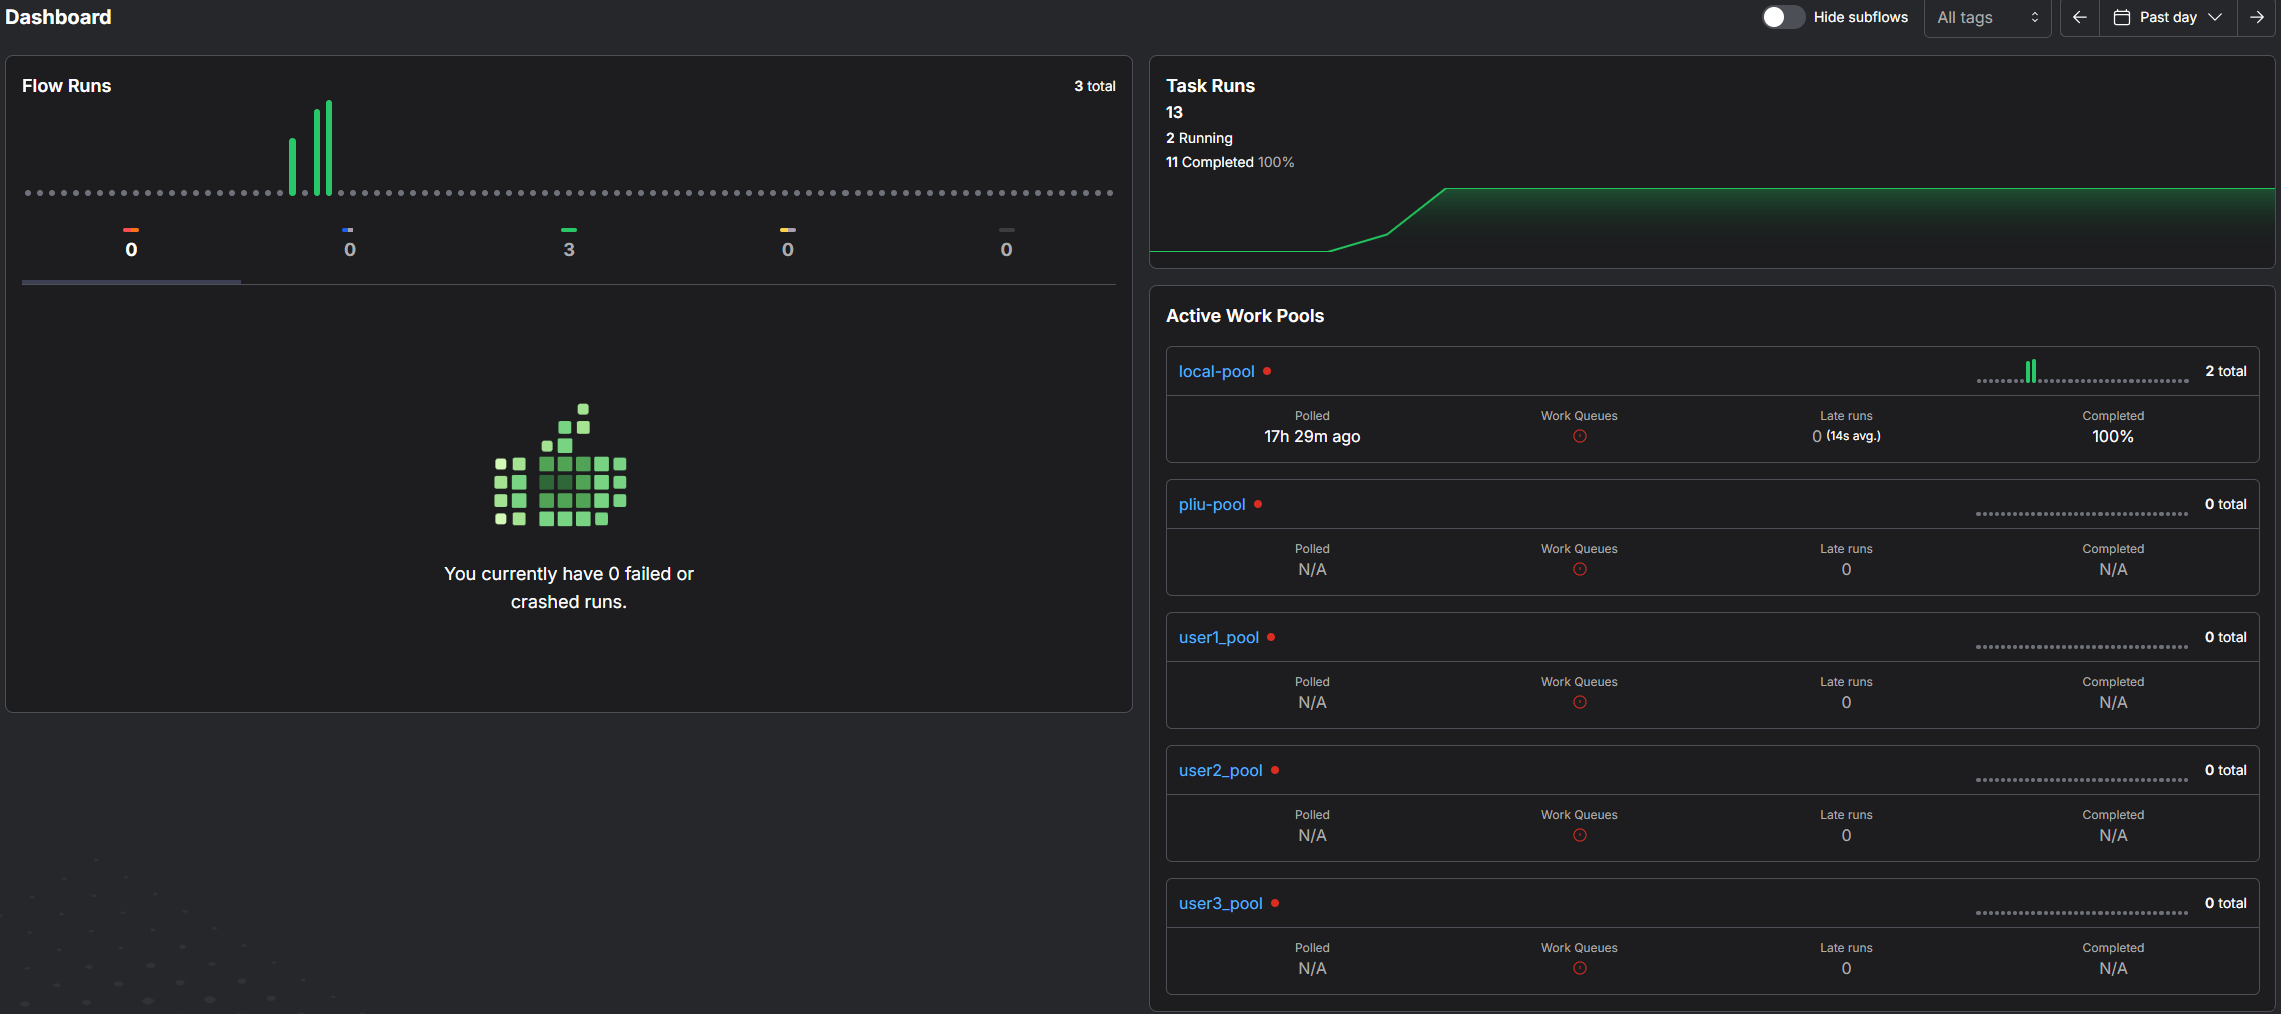 Dashboard
Hide subflows
All tags
Past day
Flow Runs
3 total
0
0
3
0
0
You currently have 0 failed or
crashed runs.
Task Runs
13
2 Running
11 Completed 100%
Active Work Pools
local-pool
2 total
Polled
Work Queues
Late runs
Completed
17h 29m ago
0 (14s avg.)
100%
pliu-pool
0 total
Polled
Work Queues
Late runs
Completed
N/A
0
N/A
user1_pool
0 total
Polled
Work Queues
Late runs
Completed
N/A
0
N/A
user2_pool
0 total
Polled
Work Queues
Late runs
Completed
N/A
0
N/A
user3_pool
0 total
Polled
Work Queues
Late runs
Completed
N/A
0
N/A